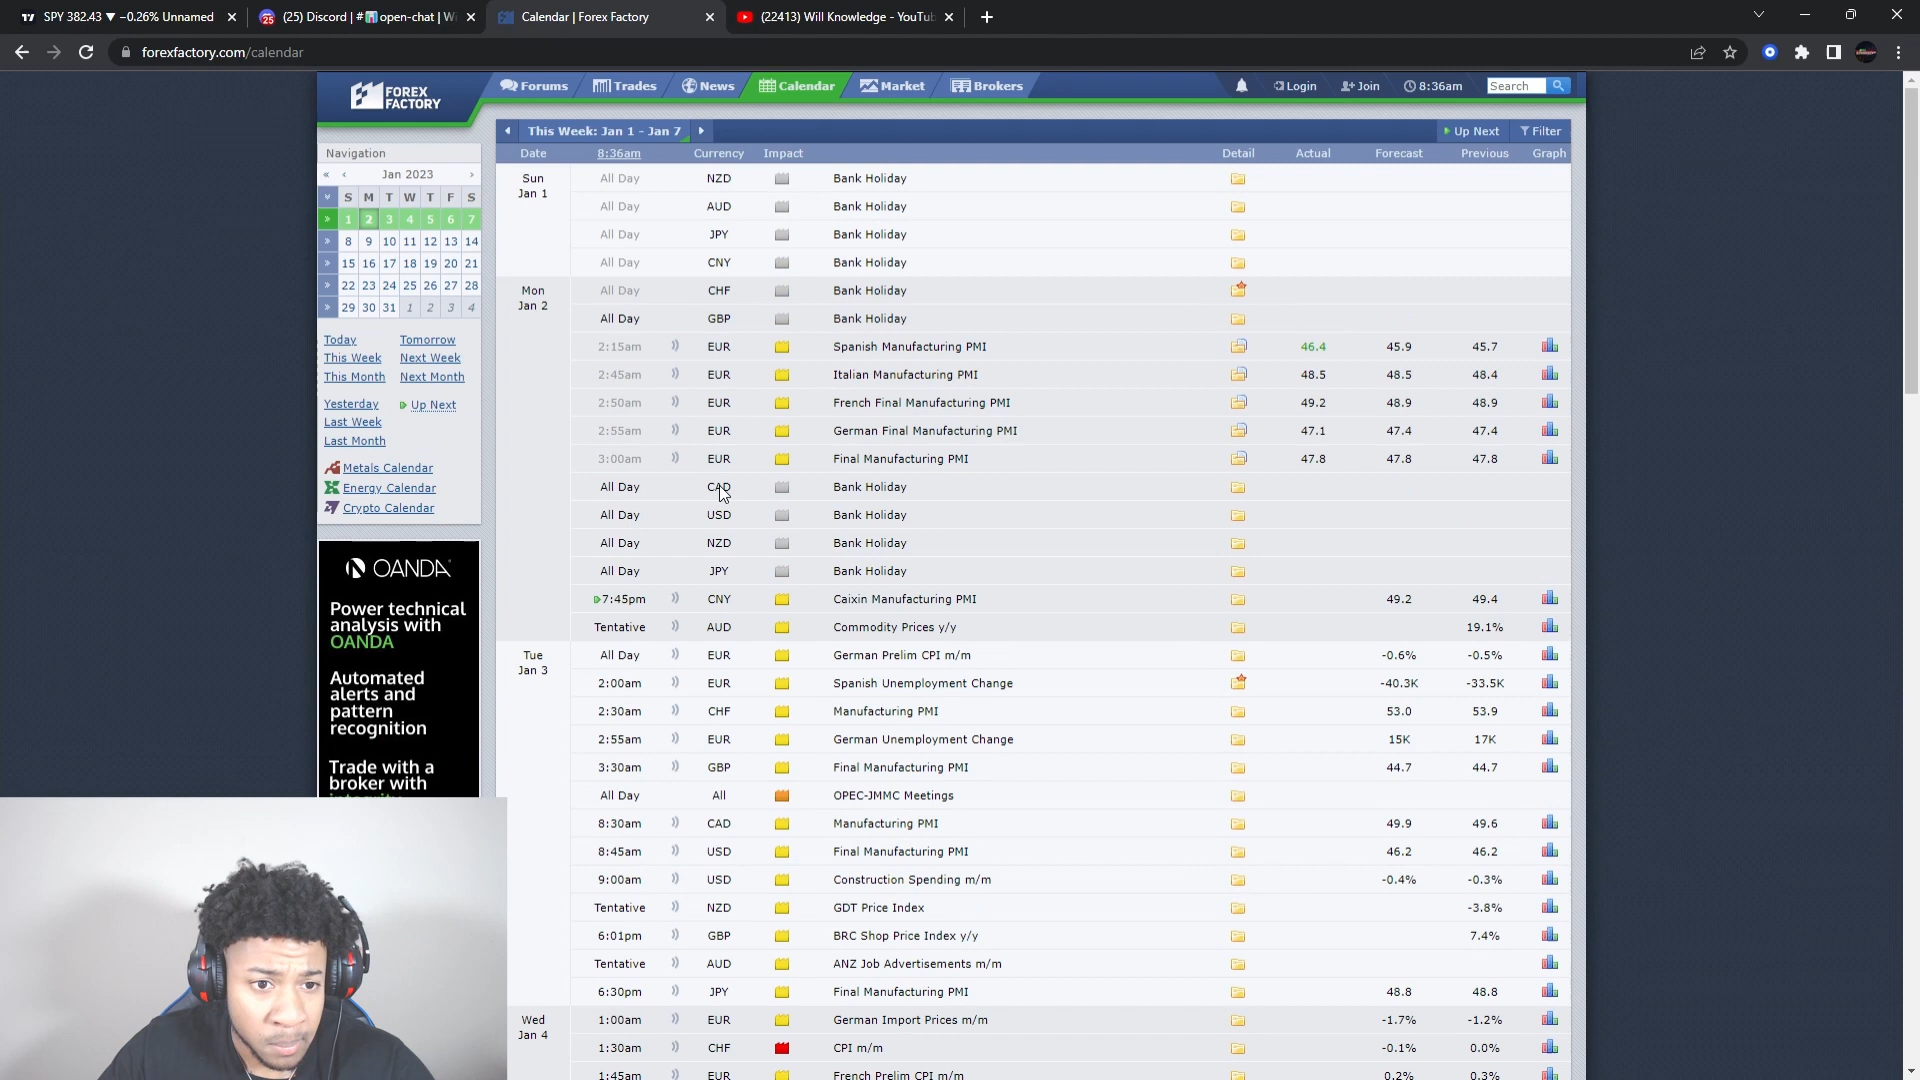 SPY 382.43 ▼ −0.26% Unnamed
(25) Discord | #📊open-chat | Wi
Calendar | Forex Factory
(22413) Will Knowledge - YouTub
forexfactory.com/calendar
FOREX FACTORY
Forums Trades News Calendar Market Brokers Login Join 8:36am Search
This Week: Jan 1 - Jan 7 Up Next Filter
Date 8:36am Currency Impact Detail Actual Forecast Previous Graph
Navigation
« ‹ Jan 2023 ›
S M T W T F S
» 1 2 3 4 5 6 7
» 8 9 10 11 12 13 14
» 15 16 17 18 19 20 21
» 22 23 24 25 26 27 28
» 29 30 31 1 2 3 4
Today Tomorrow
This Week Next Week
This Month Next Month
Yesterday Up Next
Last Week
Last Month
Metals Calendar
Energy Calendar
Crypto Calendar
OANDA
Power technical
analysis with
OANDA
Automated
alerts and
pattern
recognition
Trade with a
broker with
Sun Jan 1 All Day NZD Bank Holiday
All Day AUD Bank Holiday
All Day JPY Bank Holiday
All Day CNY Bank Holiday
Mon Jan 2 All Day CHF Bank Holiday
All Day GBP Bank Holiday
2:15am EUR Spanish Manufacturing PMI 46.4 45.9 45.7
2:45am EUR Italian Manufacturing PMI 48.5 48.5 48.4
2:50am EUR French Final Manufacturing PMI 49.2 48.9 48.9
2:55am EUR German Final Manufacturing PMI 47.1 47.4 47.4
3:00am EUR Final Manufacturing PMI 47.8 47.8 47.8
All Day CAD Bank Holiday
All Day USD Bank Holiday
All Day NZD Bank Holiday
All Day JPY Bank Holiday
7:45pm CNY Caixin Manufacturing PMI 49.2 49.4
Tentative AUD Commodity Prices y/y 19.1%
Tue Jan 3 All Day EUR German Prelim CPI m/m -0.6% -0.5%
2:00am EUR Spanish Unemployment Change -40.3K -33.5K
2:30am CHF Manufacturing PMI 53.0 53.9
2:55am EUR German Unemployment Change 15K 17K
3:30am GBP Final Manufacturing PMI 44.7 44.7
All Day All OPEC-JMMC Meetings
8:30am CAD Manufacturing PMI 49.9 49.6
8:45am USD Final Manufacturing PMI 46.2 46.2
9:00am USD Construction Spending m/m -0.4% -0.3%
Tentative NZD GDT Price Index -3.8%
6:01pm GBP BRC Shop Price Index y/y 7.4%
Tentative AUD ANZ Job Advertisements m/m
6:30pm JPY Final Manufacturing PMI 48.8 48.8
Wed Jan 4 1:00am EUR German Import Prices m/m -1.7% -1.2%
1:30am CHF CPI m/m -0.1% 0.0%
1:45am EUR French Prelim CPI m/m 0.2% 0.3%